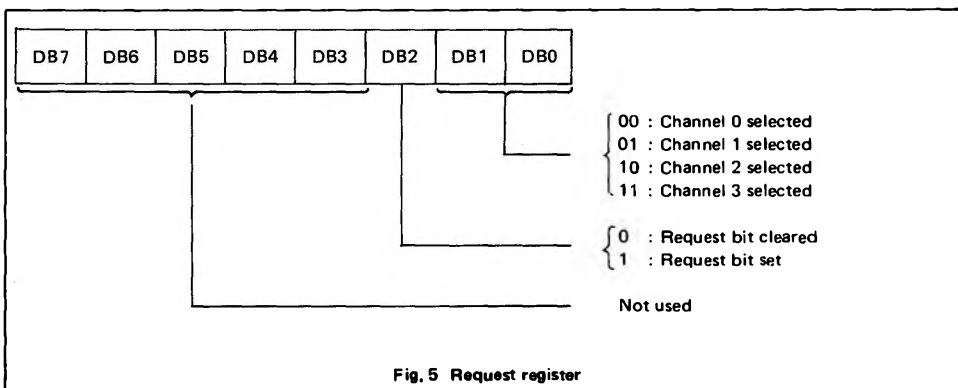 DB7 DB6 DB5 DB4 DB3 DB2 DB1 DB0
00 : Channel 0 selected
01 : Channel 1 selected
10 : Channel 2 selected
11 : Channel 3 selected
0 : Request bit cleared
1 : Request bit set
Not used
Fig. 5 Request register